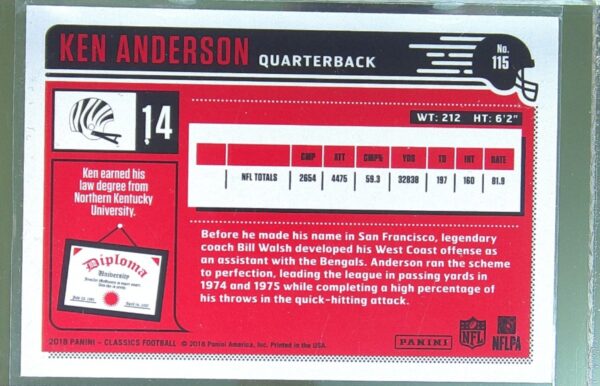 KEN ANDERSON QUARTERBACK
No.
115
14
WT: 212 HT: 6'2"
CMP ATT CMP% YDS TD INT RATE
NFL TOTALS 2654 4475 59.3 32838 197 160 81.9
Ken earned his
law degree from
Northern Kentucky
University.
Diploma
University
Before he made his name in San Francisco, legendary
coach Bill Walsh developed his West Coast offense as
an assistant with the Bengals. Anderson ran the scheme
to perfection, leading the league in passing yards in
1974 and 1975 while completing a high percentage of
his throws in the quick-hitting attack.
2018 PANINI - CLASSICS FOOTBALL © 2018 Panini America, Inc. Printed in the USA.
PANINI
NFL
NFLPA